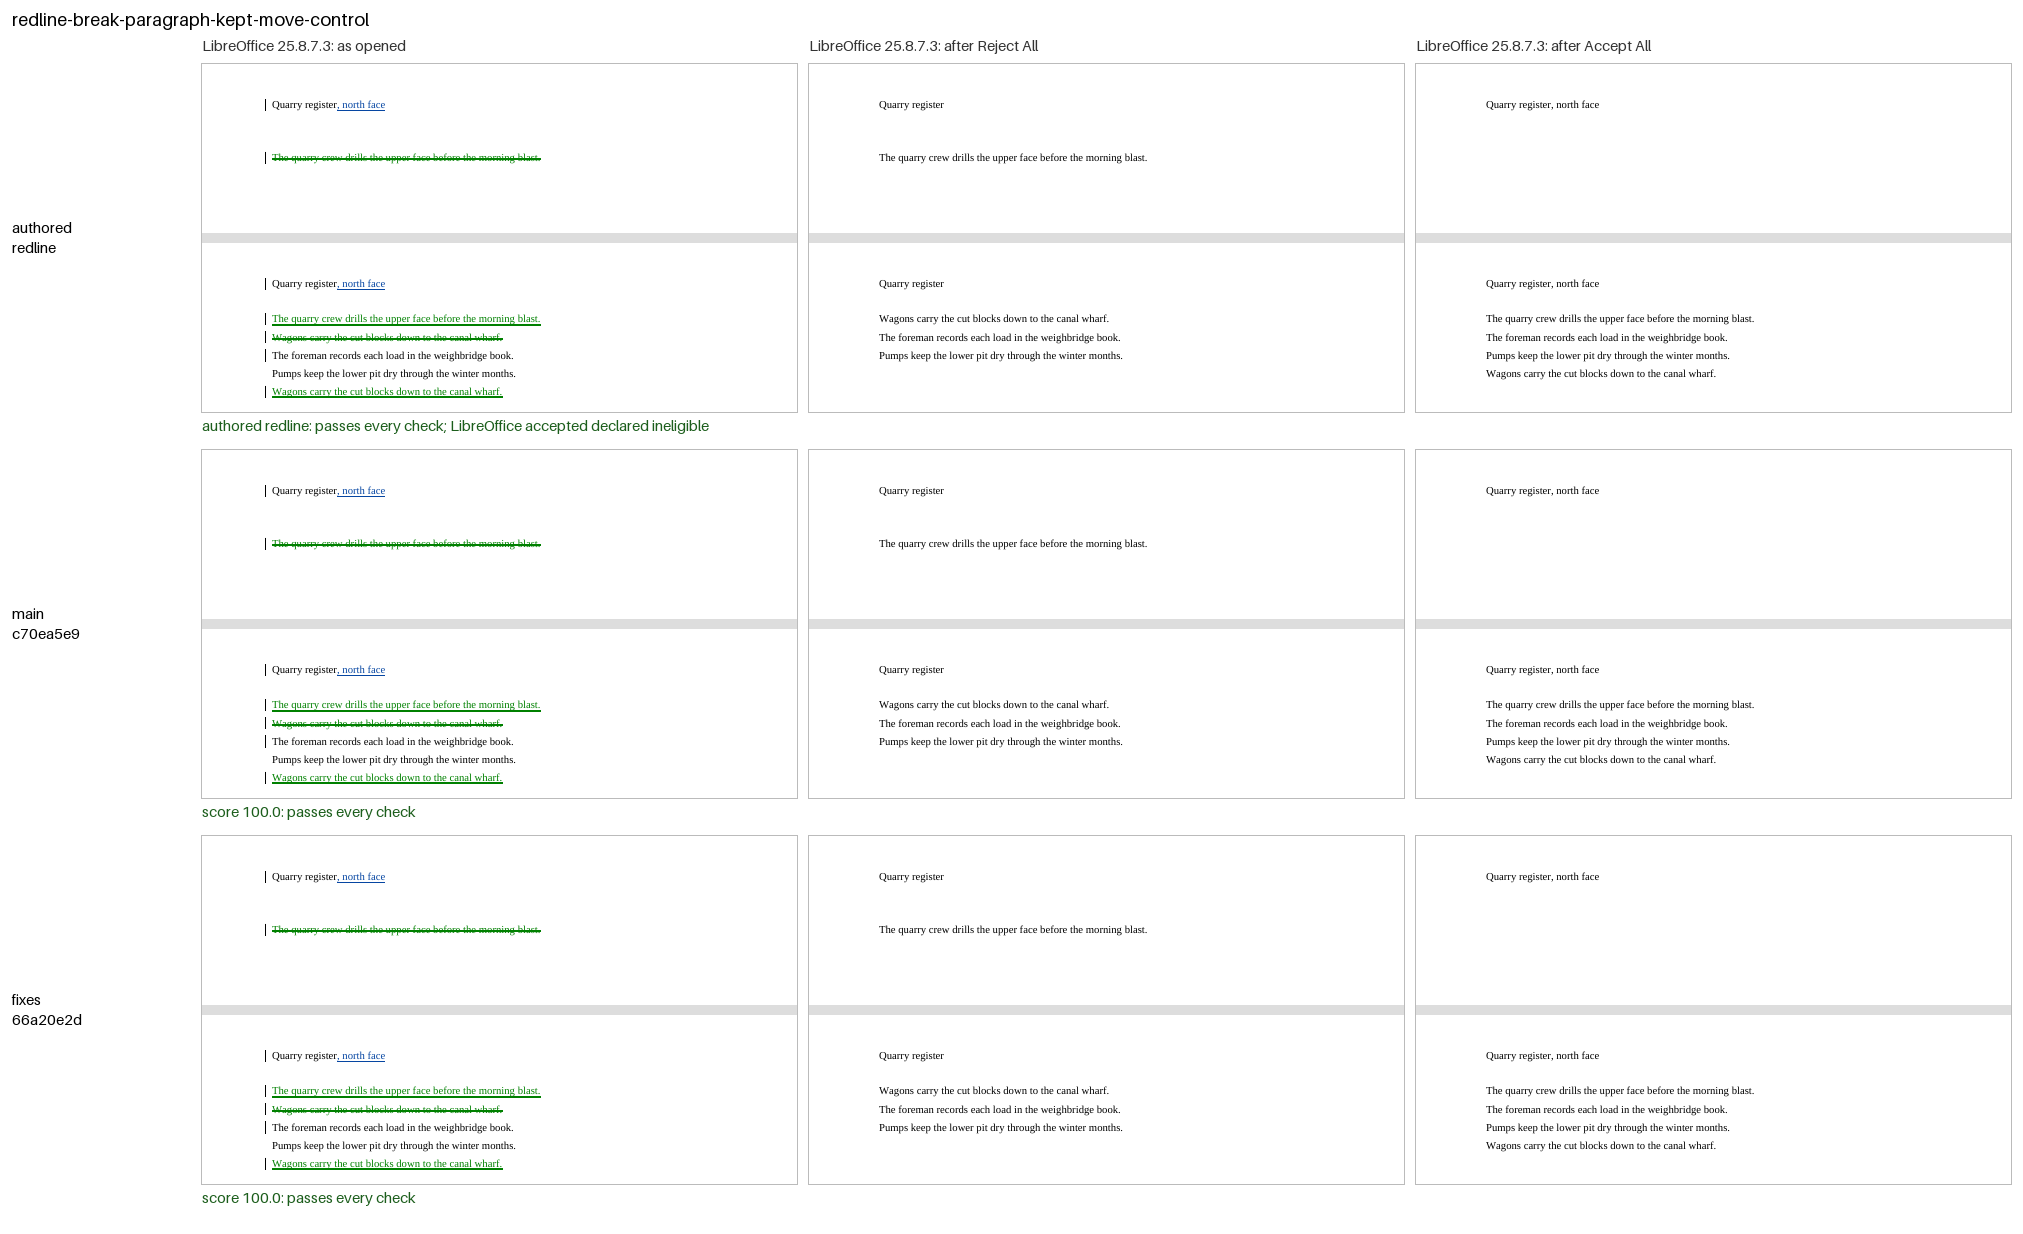 redline-break-paragraph-kept-move-control
LibreOffice 25.8.7.3: as opened
LibreOffice 25.8.7.3: after Reject All
LibreOffice 25.8.7.3: after Accept All
authored
redline
Quarry register, north face
The quarry crew drills the upper face before the morning blast.
Quarry register, north face
The quarry crew drills the upper face before the morning blast.
Wagons carry the cut blocks down to the canal wharf.
The foreman records each load in the weighbridge book.
Pumps keep the lower pit dry through the winter months.
Wagons carry the cut blocks down to the canal wharf.
Quarry register
The quarry crew drills the upper face before the morning blast.
Quarry register
Wagons carry the cut blocks down to the canal wharf.
The foreman records each load in the weighbridge book.
Pumps keep the lower pit dry through the winter months.
Quarry register, north face
Quarry register, north face
The quarry crew drills the upper face before the morning blast.
The foreman records each load in the weighbridge book.
Pumps keep the lower pit dry through the winter months.
Wagons carry the cut blocks down to the canal wharf.
authored redline: passes every check; LibreOffice accepted declared ineligible
main
c70ea5e9
Quarry register, north face
The quarry crew drills the upper face before the morning blast.
Quarry register, north face
The quarry crew drills the upper face before the morning blast.
Wagons carry the cut blocks down to the canal wharf.
The foreman records each load in the weighbridge book.
Pumps keep the lower pit dry through the winter months.
Wagons carry the cut blocks down to the canal wharf.
Quarry register
The quarry crew drills the upper face before the morning blast.
Quarry register
Wagons carry the cut blocks down to the canal wharf.
The foreman records each load in the weighbridge book.
Pumps keep the lower pit dry through the winter months.
Quarry register, north face
Quarry register, north face
The quarry crew drills the upper face before the morning blast.
The foreman records each load in the weighbridge book.
Pumps keep the lower pit dry through the winter months.
Wagons carry the cut blocks down to the canal wharf.
score 100.0: passes every check
fixes
66a20e2d
Quarry register, north face
The quarry crew drills the upper face before the morning blast.
Quarry register, north face
The quarry crew drills the upper face before the morning blast.
Wagons carry the cut blocks down to the canal wharf.
The foreman records each load in the weighbridge book.
Pumps keep the lower pit dry through the winter months.
Wagons carry the cut blocks down to the canal wharf.
Quarry register
The quarry crew drills the upper face before the morning blast.
Quarry register
Wagons carry the cut blocks down to the canal wharf.
The foreman records each load in the weighbridge book.
Pumps keep the lower pit dry through the winter months.
Quarry register, north face
Quarry register, north face
The quarry crew drills the upper face before the morning blast.
The foreman records each load in the weighbridge book.
Pumps keep the lower pit dry through the winter months.
Wagons carry the cut blocks down to the canal wharf.
score 100.0: passes every check